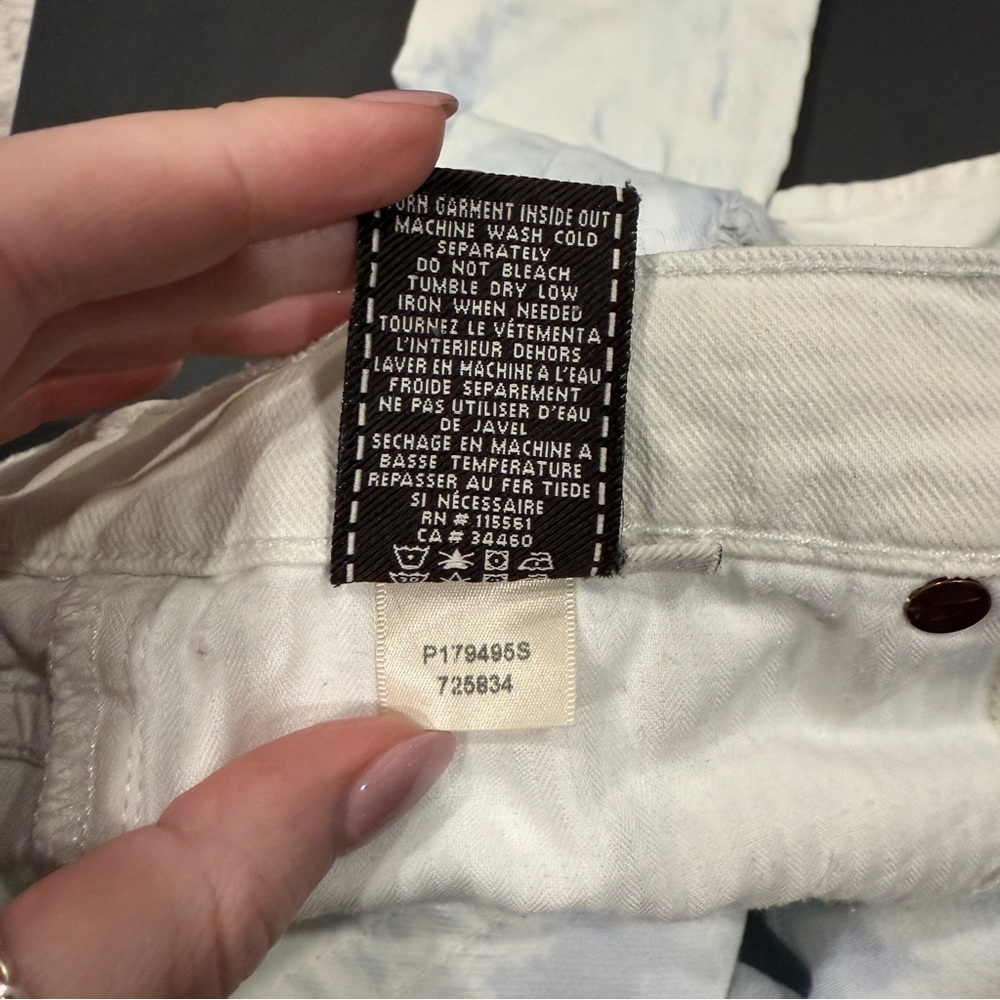 TURN GARMENT INSIDE OUT
MACHINE WASH COLD
SEPARATELY
DO NOT BLEACH
TUMBLE DRY LOW
IRON WHEN NEEDED
TOURNEZ LE VÉTEMENT A
L'INTERIEUR DEHORS
LAVER EN MACHINE A L'EAU
FROIDE SEPAREMENT
NE PAS UTILISER D'EAU
DE JAVEL
SECHAGE EN MACHINE A
BASSE TEMPERATURE
REPASSER AU FER TIEDE
SI NÉCESSAIRE
RN # 115561
CA # 34460
P179495S
725834